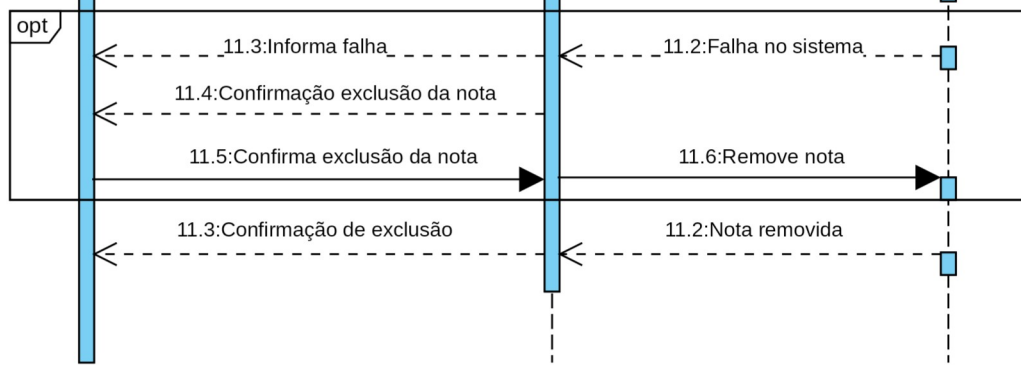 opt
11.3:Informa falha
11.2:Falha no sistema
11.4:Confirmação exclusão da nota
11.5:Confirma exclusão da nota
11.6:Remove nota
11.3:Confirmação de exclusão
11.2:Nota removida